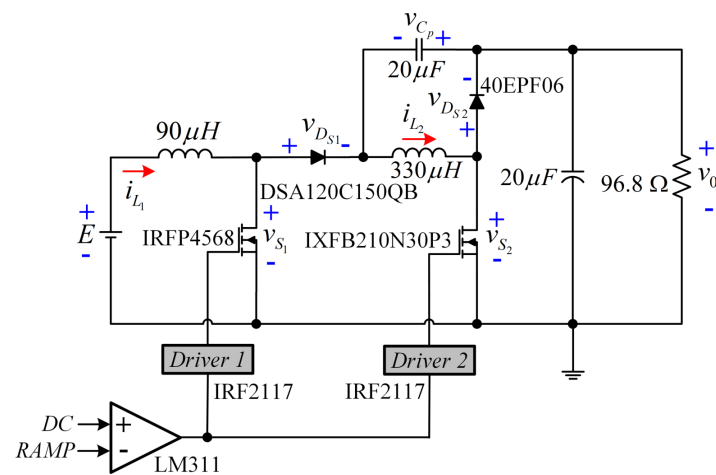 v_{C_p}
- +
20μF
40EPF06
-
v_{D_{S2}}
+
i_{L_2}
330μH
90μH
i_{L_1}
+ v_{D_{S1}} -
DSA120C150QB
+
E
-
IRFP4568
+
v_{S_1}
-
IXFB210N30P3
+
v_{S_2}
-
20μF
96.8 Ω
+
v_0
-
Driver 1
IRF2117
Driver 2
IRF2117
DC
RAMP
+
-
LM311